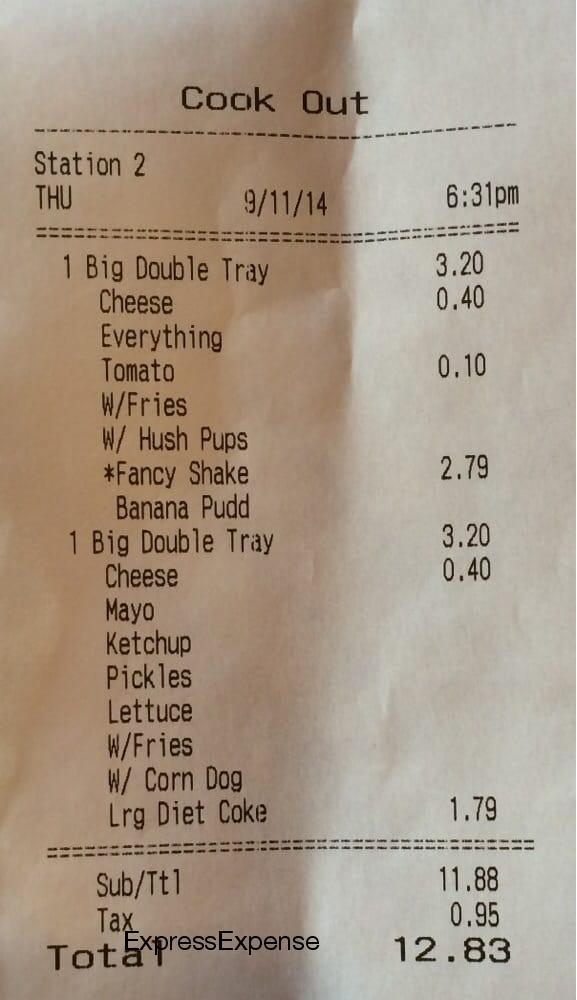 Cook Out
Station 2
THU 9/11/14 6:31pm
1 Big Double Tray 3.20
Cheese 0.40
Everything
Tomato 0.10
W/Fries
W/ Hush Pups
*Fancy Shake 2.79
Banana Pudd
1 Big Double Tray 3.20
Cheese 0.40
Mayo
Ketchup
Pickles
Lettuce
W/Fries
W/ Corn Dog
Lrg Diet Coke 1.79
Sub/Ttl 11.88
Tax 0.95
ExpressExpense
Total 12.83